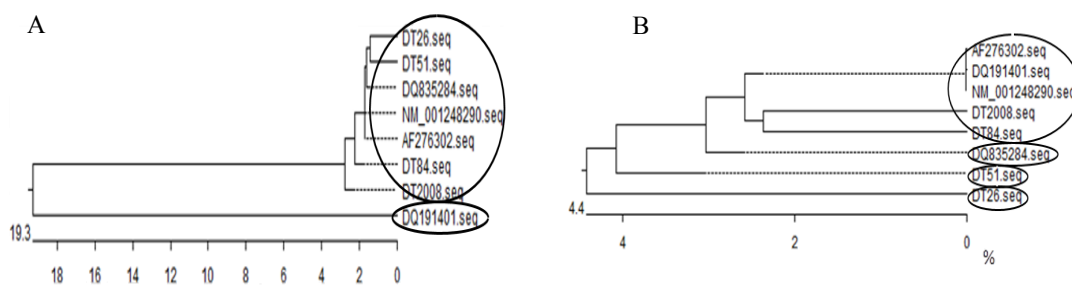 A
DT26.seq
DT51.seq
DQ835284.seq
NM_001248290.seq
AF276302.seq
DT84.seq
DT2008.seq
DQ191401.seq
19.3
18 16 14 12 10 8 6 4 2 0
B
AF276302.seq
DQ191401.seq
NM_001248290.seq
DT2008.seq
DT84.seq
DQ835284.seq
DT51.seq
DT26.seq
4.4
4 2 0
%